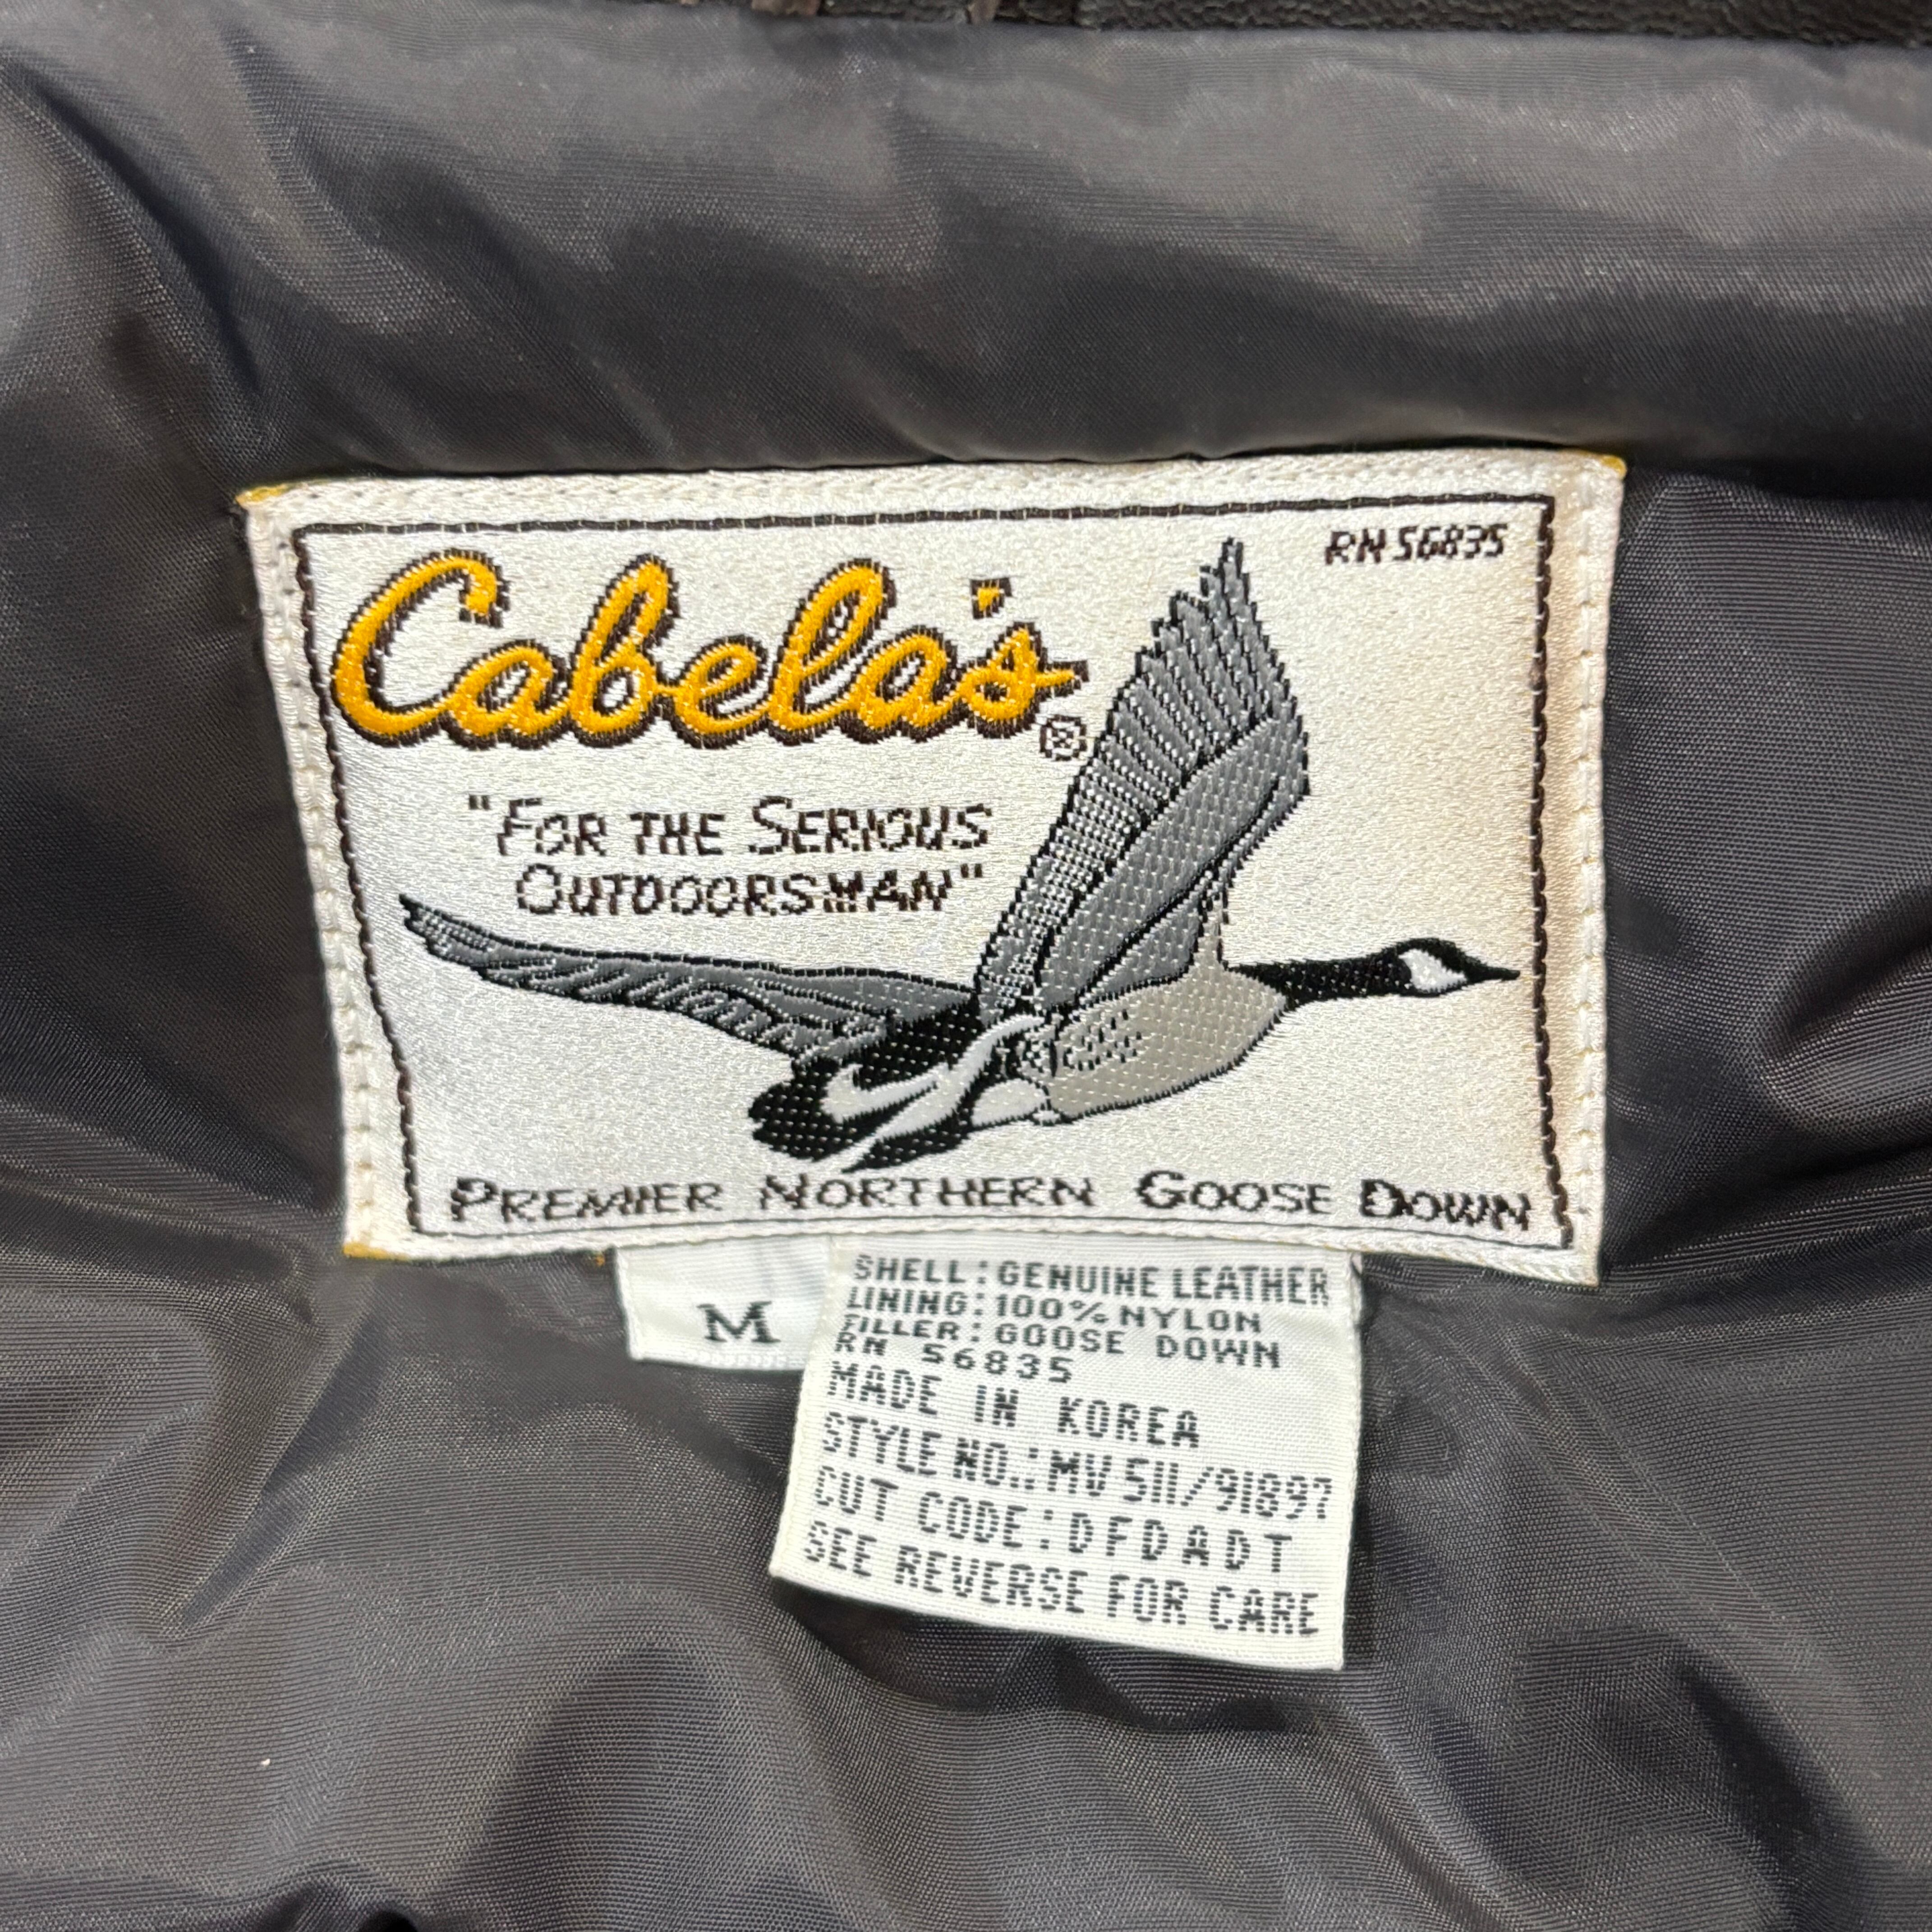 RN 56835
Cabela's®
"FOR THE SERIOUS
OUTDOORSMAN"
PREMIER NORTHERN GOOSE DOWN
M
SHELL: GENUINE LEATHER
LINING: 100% NYLON
FILLER: GOOSE DOWN
RN 56835
MADE IN KOREA
STYLE NO.: MV 511/91897
CUT CODE: DFDADT
SEE REVERSE FOR CARE